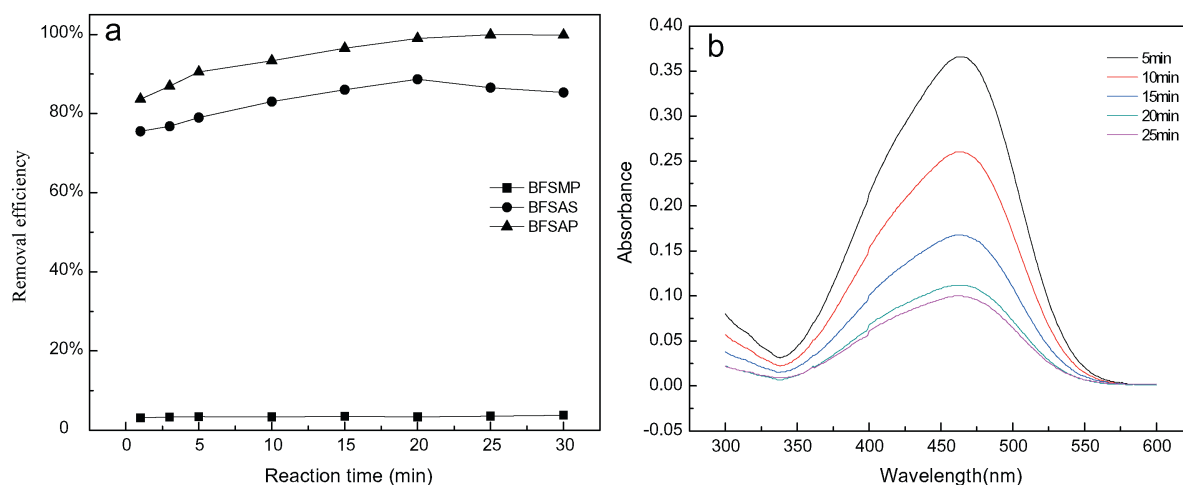 a
100%
80%
60%
40%
20%
0
Removal efficiency
BFSMP
BFSAS
BFSAP
0 5 10 15 20 25 30
Reaction time (min)
b
0.40
0.35
0.30
0.25
0.20
0.15
0.10
0.05
0.00
-0.05
Absorbance
5min
10min
15min
20min
25min
300 350 400 450 500 550 600
Wavelength(nm)